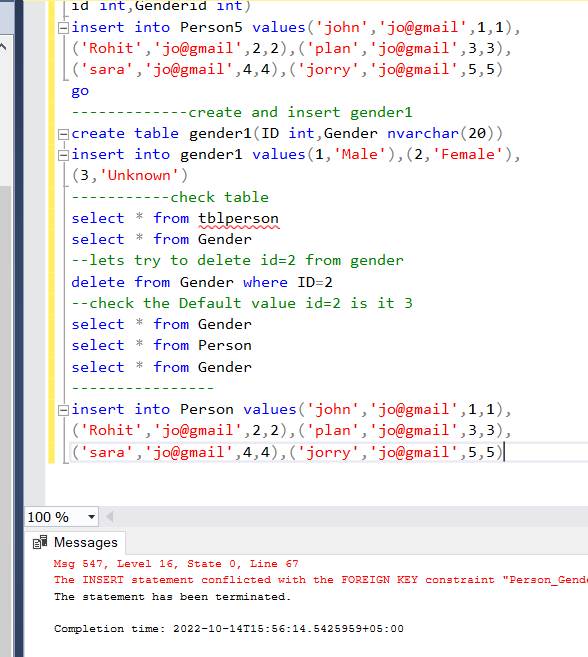 id int,Genderid int)
insert into Person5 values('john','jo@gmail',1,1),
('Rohit','jo@gmail',2,2),('plan','jo@gmail',3,3),
('sara','jo@gmail',4,4),('jorry','jo@gmail',5,5)
go
-------------create and insert gender1
create table gender1(ID int,Gender nvarchar(20))
insert into gender1 values(1,'Male'),(2,'Female'),
(3,'Unknown')
-----------check table
select * from tblperson
select * from Gender
--lets try to delete id=2 from gender
delete from Gender where ID=2
--check the Default value id=2 is it 3
select * from Gender
select * from Person
select * from Gender
----------------
insert into Person values('john','jo@gmail',1,1),
('Rohit','jo@gmail',2,2),('plan','jo@gmail',3,3),
('sara','jo@gmail',4,4),('jorry','jo@gmail',5,5)
100 %
Messages
Msg 547, Level 16, State 0, Line 67
The INSERT statement conflicted with the FOREIGN KEY constraint "Person_Gend
The statement has been terminated.
Completion time: 2022-10-14T15:56:14.5425959+05:00